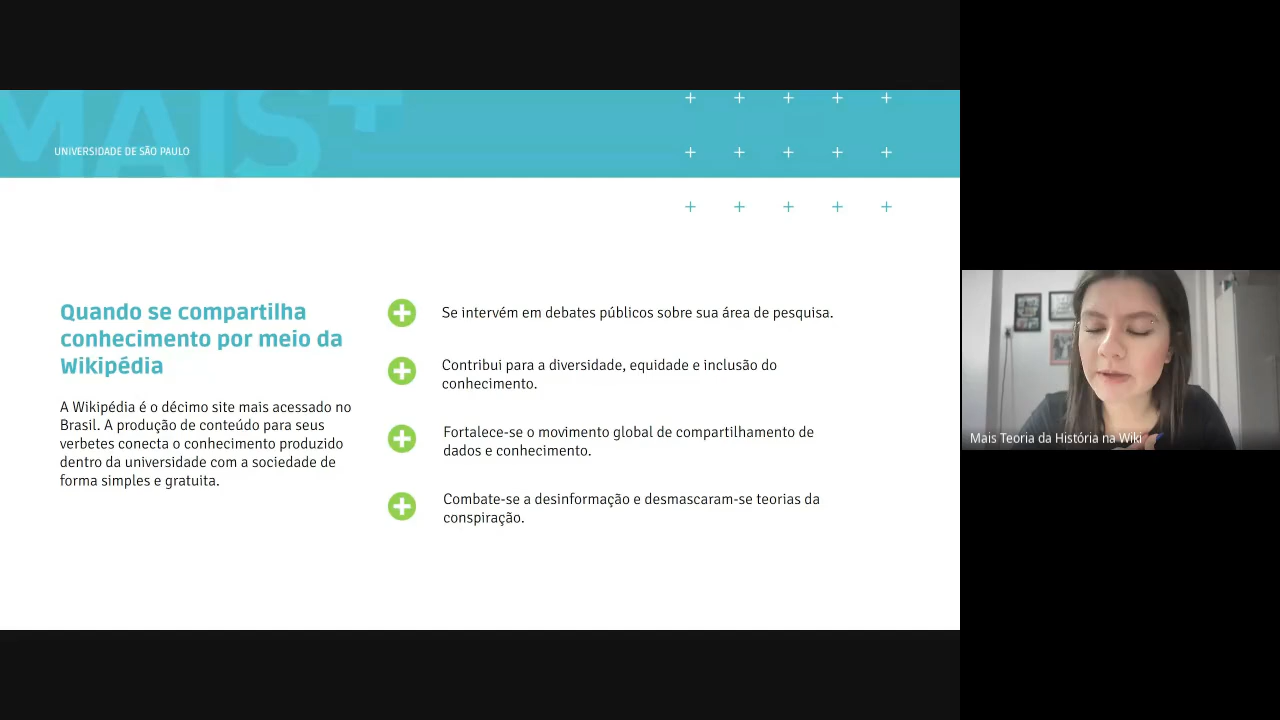 MAIS+
UNIVERSIDADE DE SÃO PAULO
Quando se compartilha
conhecimento por meio da
Wikipédia
A Wikipédia é o décimo site mais acessado no
Brasil. A produção de conteúdo para seus
verbetes conecta o conhecimento produzido
dentro da universidade com a sociedade de
forma simples e gratuita.
Se intervém em debates públicos sobre sua área de pesquisa.
Contribui para a diversidade, equidade e inclusão do
conhecimento.
Fortalece-se o movimento global de compartilhamento de
dados e conhecimento.
Combate-se a desinformação e desmascaram-se teorias da
conspiração.
Mais Teoria da História na Wiki